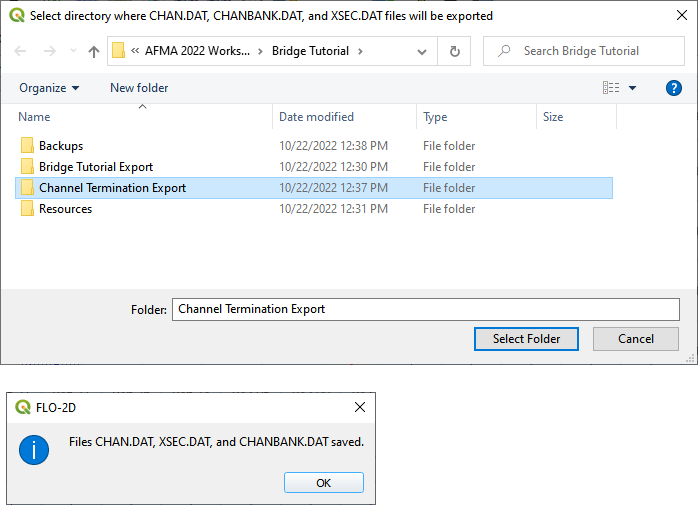 Select directory where CHAN.DAT, CHANBANK.DAT, and XSEC.DAT files will be exported
« AFMA 2022 Works... › Bridge Tutorial ›
Search Bridge Tutorial
Organize
New folder
?
Name Date modified Type Size
Backups 10/22/2022 12:38 PM File folder
Bridge Tutorial Export 10/22/2022 12:30 PM File folder
Channel Termination Export 10/22/2022 12:37 PM File folder
Resources 10/22/2022 12:31 PM File folder
Folder: Channel Termination Export
Select Folder Cancel
FLO-2D
i
Files CHAN.DAT, XSEC.DAT, and CHANBANK.DAT saved.
OK